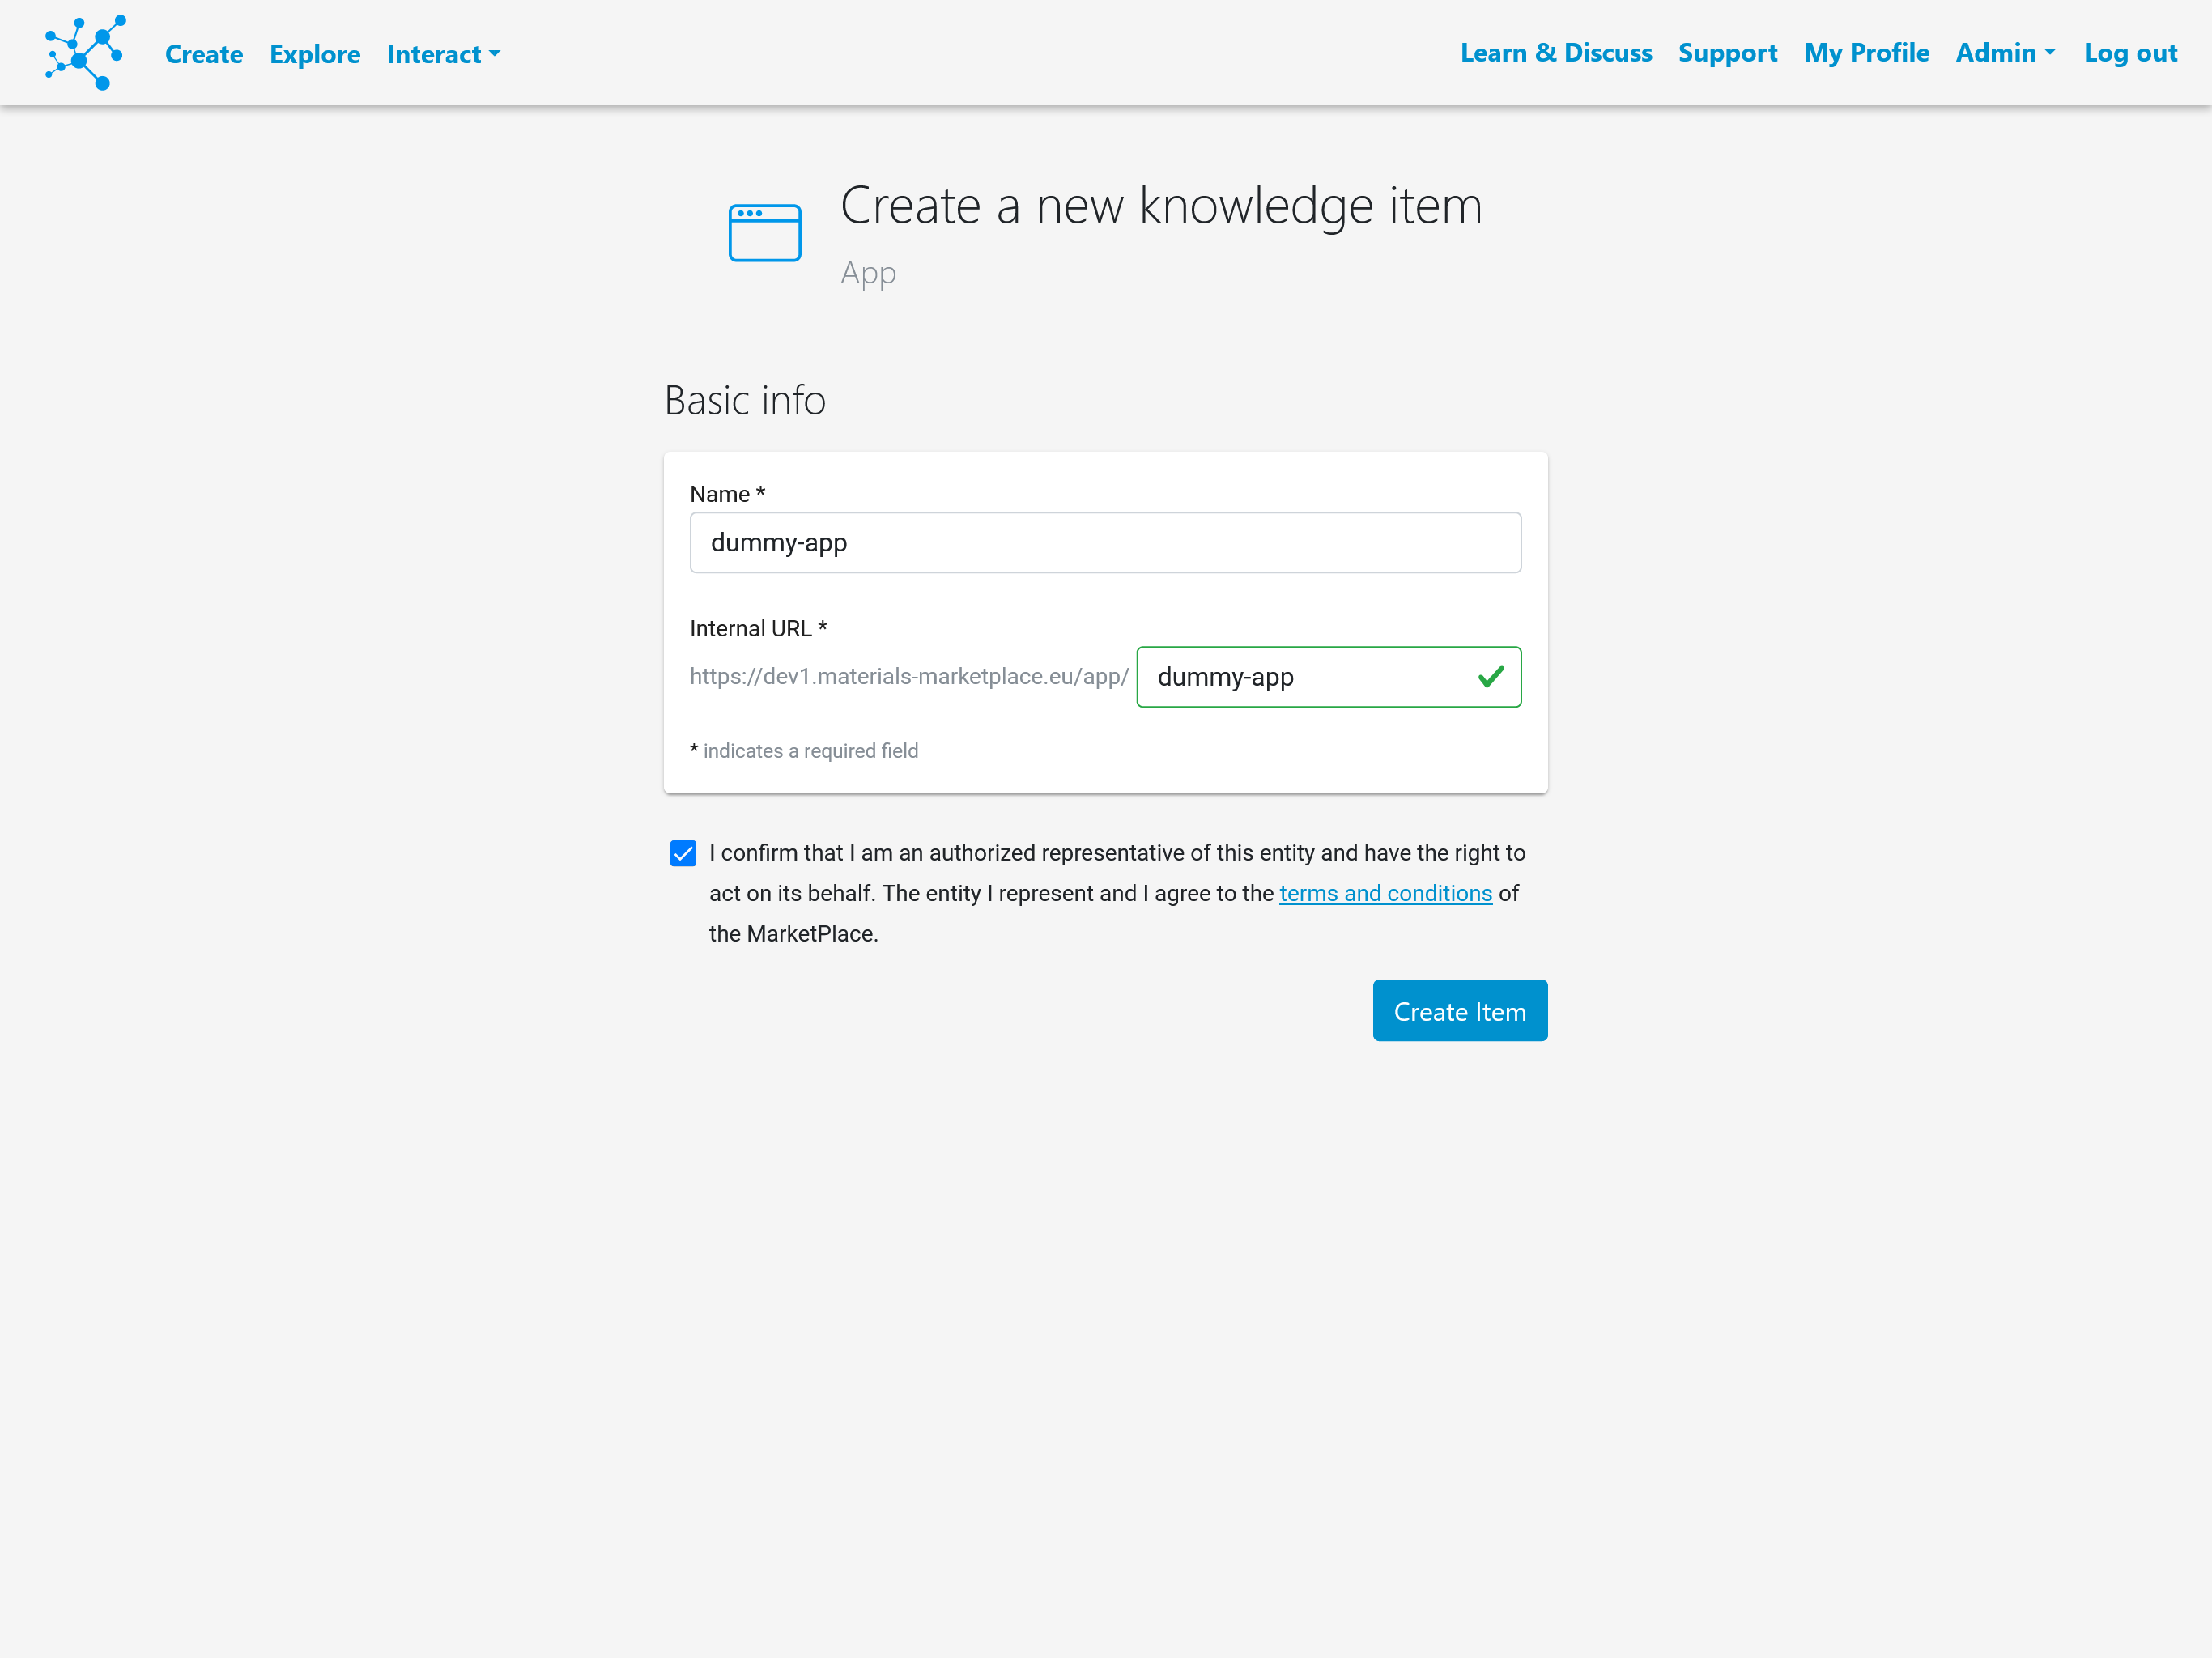 Create Explore Interact Learn & Discuss Support My Profile Admin Log out
Create a new knowledge item
App
Basic info
Name *
dummy-app
Internal URL *
https://dev1.materials-marketplace.eu/app/ dummy-app
* indicates a required field
I confirm that I am an authorized representative of this entity and have the right to
act on its behalf. The entity I represent and I agree to the terms and conditions of
the MarketPlace.
Create Item